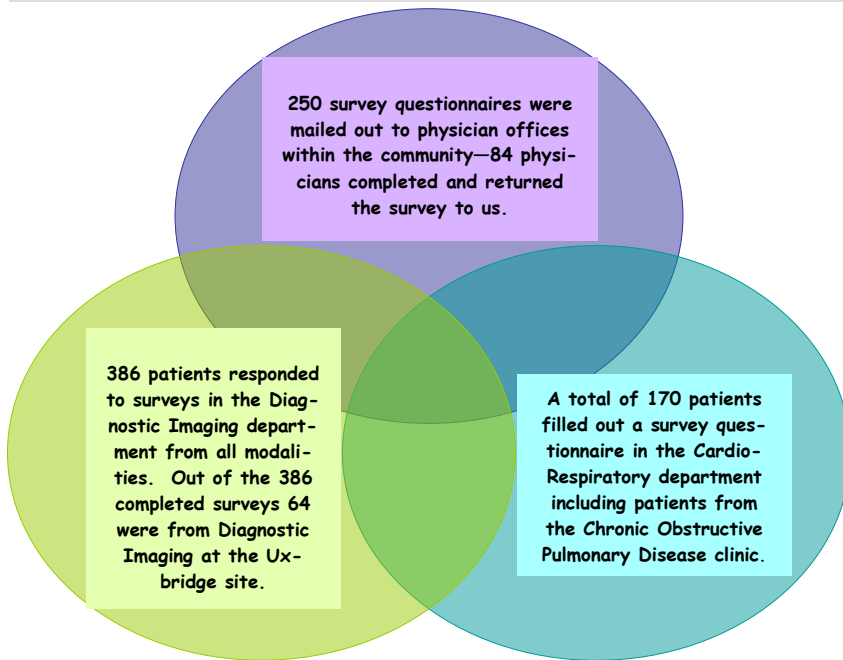 250 survey questionnaires were
mailed out to physician offices
within the community—84 physi-
cians completed and returned
the survey to us.
386 patients responded
to surveys in the Diag-
nostic Imaging depart-
ment from all modali-
ties.  Out of the 386
completed surveys 64
were from Diagnostic
Imaging at the Ux-
bridge site.
A total of 170 patients
filled out a survey ques-
tionnaire in the Cardio-
Respiratory department
including patients from
the Chronic Obstructive
Pulmonary Disease clinic.